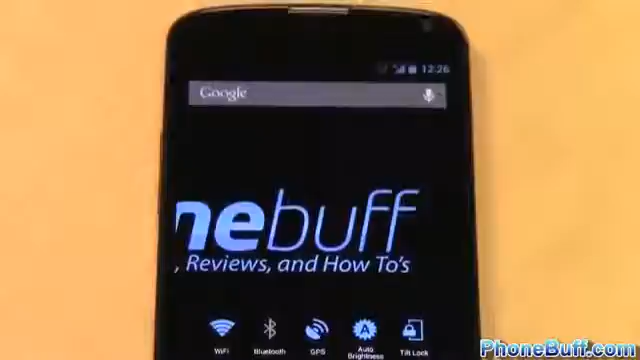 12:26
Google
nebuff
, Reviews, and How To's
WiFi
Bluetooth
GPS
Auto Brightness
Tilt Lock
PhoneBuff.com